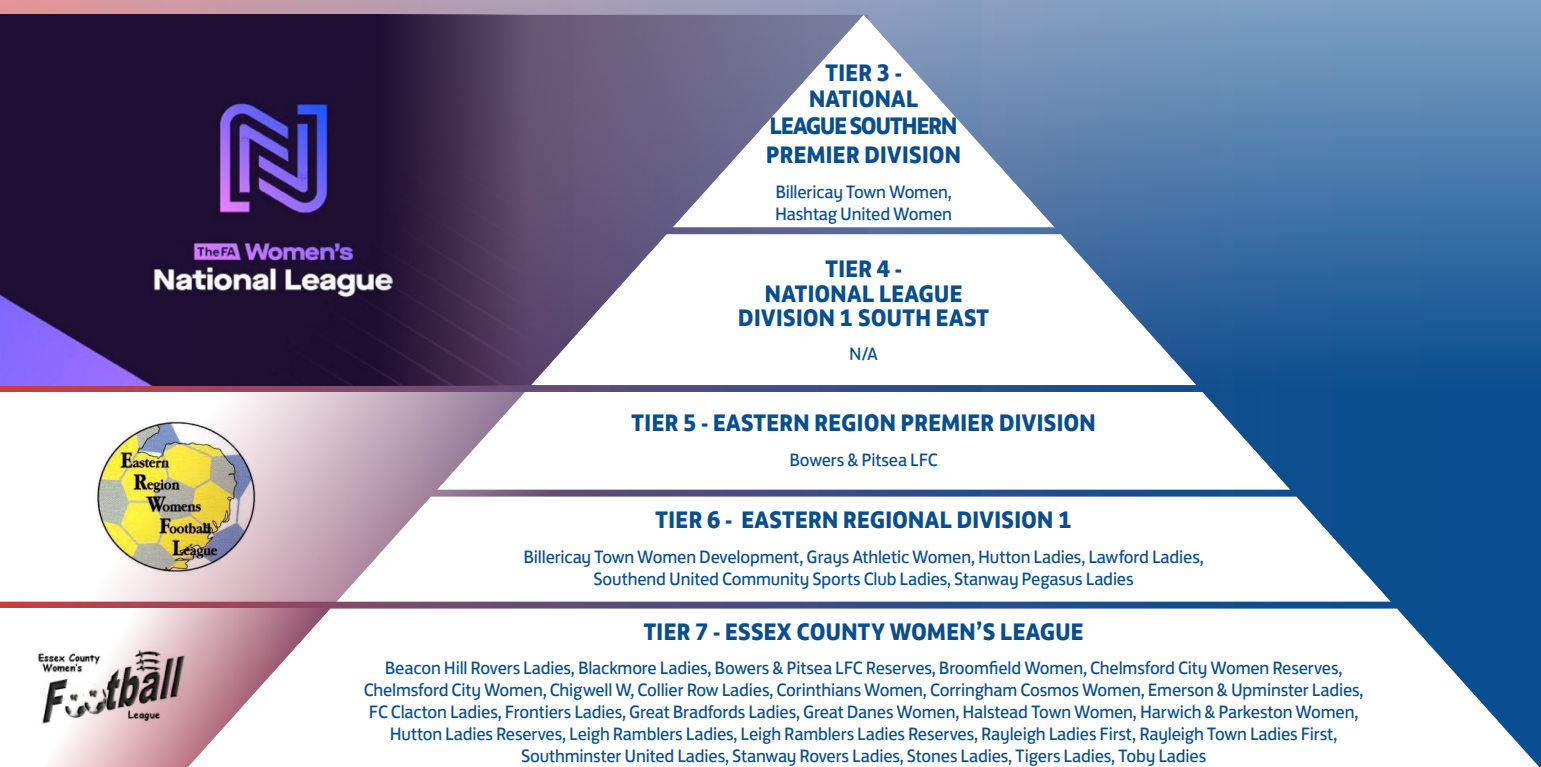 TIER 3 -
NATIONAL
LEAGUE SOUTHERN
PREMIER DIVISION
Billericay Town Women,
Hashtag United Women
The FA Women's
National League
TIER 4 -
NATIONAL LEAGUE
DIVISION 1 SOUTH EAST
N/A
Eastern
Region
Womens
Football
League
TIER 5 - EASTERN REGION PREMIER DIVISION
Bowers & Pitsea LFC
TIER 6 - EASTERN REGIONAL DIVISION 1
Billericay Town Women Development, Grays Athletic Women, Hutton Ladies, Lawford Ladies,
Southend United Community Sports Club Ladies, Stanway Pegasus Ladies
Essex County
Women's
Football
League
TIER 7 - ESSEX COUNTY WOMEN’S LEAGUE
Beacon Hill Rovers Ladies, Blackmore Ladies, Bowers & Pitsea LFC Reserves, Broomfield Women, Chelmsford City Women Reserves,
Chelmsford City Women, Chigwell W, Collier Row Ladies, Corinthians Women, Corringham Cosmos Women, Emerson & Upminster Ladies,
FC Clacton Ladies, Frontiers Ladies, Great Bradfords Ladies, Great Danes Women, Halstead Town Women, Harwich & Parkeston Women,
Hutton Ladies Reserves, Leigh Ramblers Ladies, Leigh Ramblers Ladies Reserves, Rayleigh Ladies First, Rayleigh Town Ladies First,
Southminster United Ladies, Stanway Rovers Ladies, Stones Ladies, Tigers Ladies, Toby Ladies